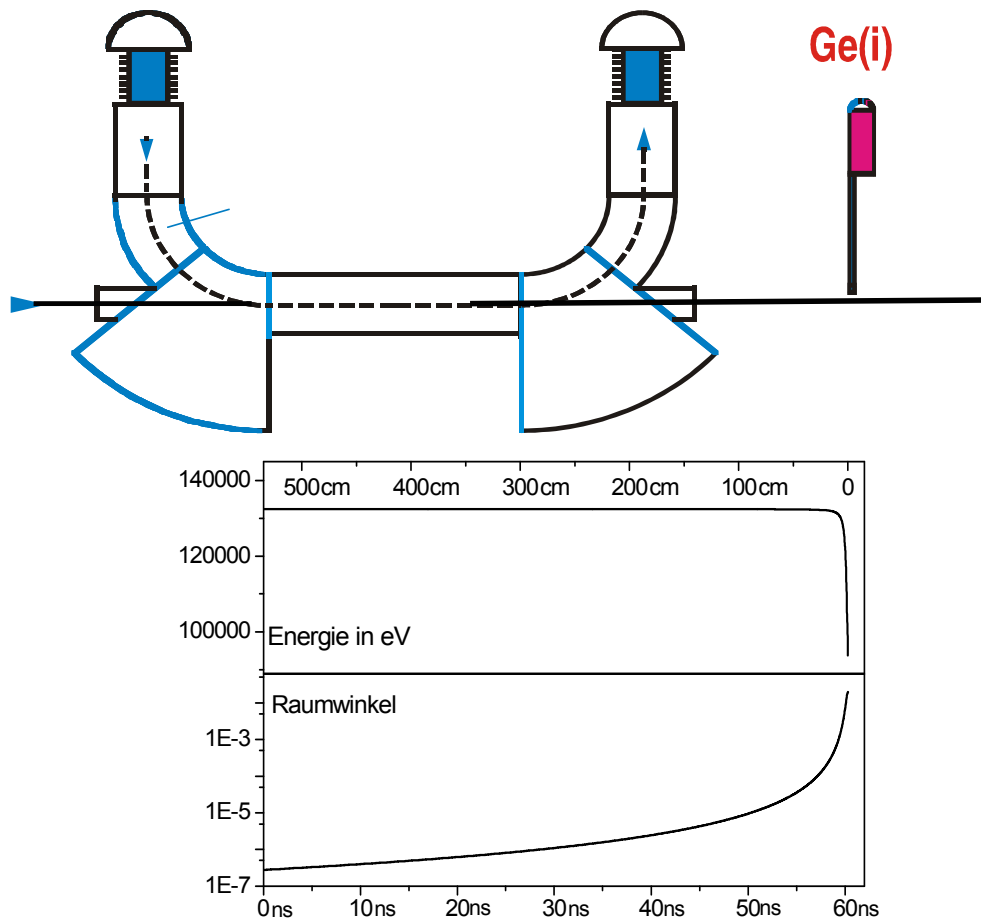 Ge(i)
140000
500cm 400cm 300cm 200cm 100cm 0
120000
100000
Energie in eV
Raumwinkel
1E-3
1E-5
1E-7
0ns 10ns 20ns 30ns 40ns 50ns 60ns